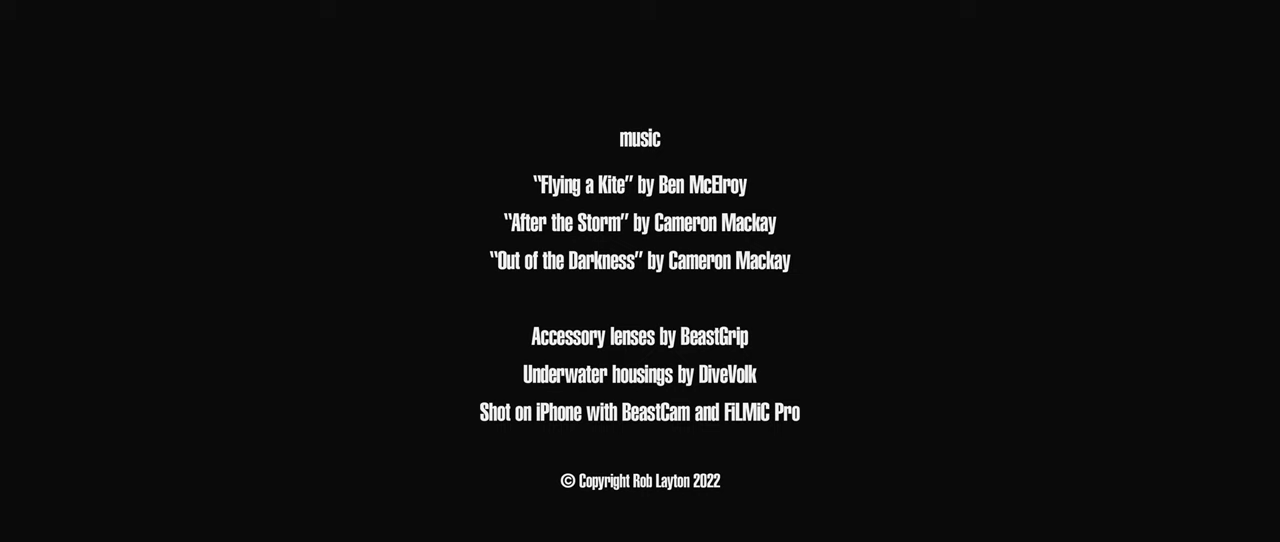 music
“Flying a Kite” by Ben McElroy
“After the Storm” by Cameron Mackay
“Out of the Darkness” by Cameron Mackay
Accessory lenses by BeastGrip
Underwater housings by DiveVolk
Shot on iPhone with BeastCam and FiLMiC Pro
© Copyright Rob Layton 2022